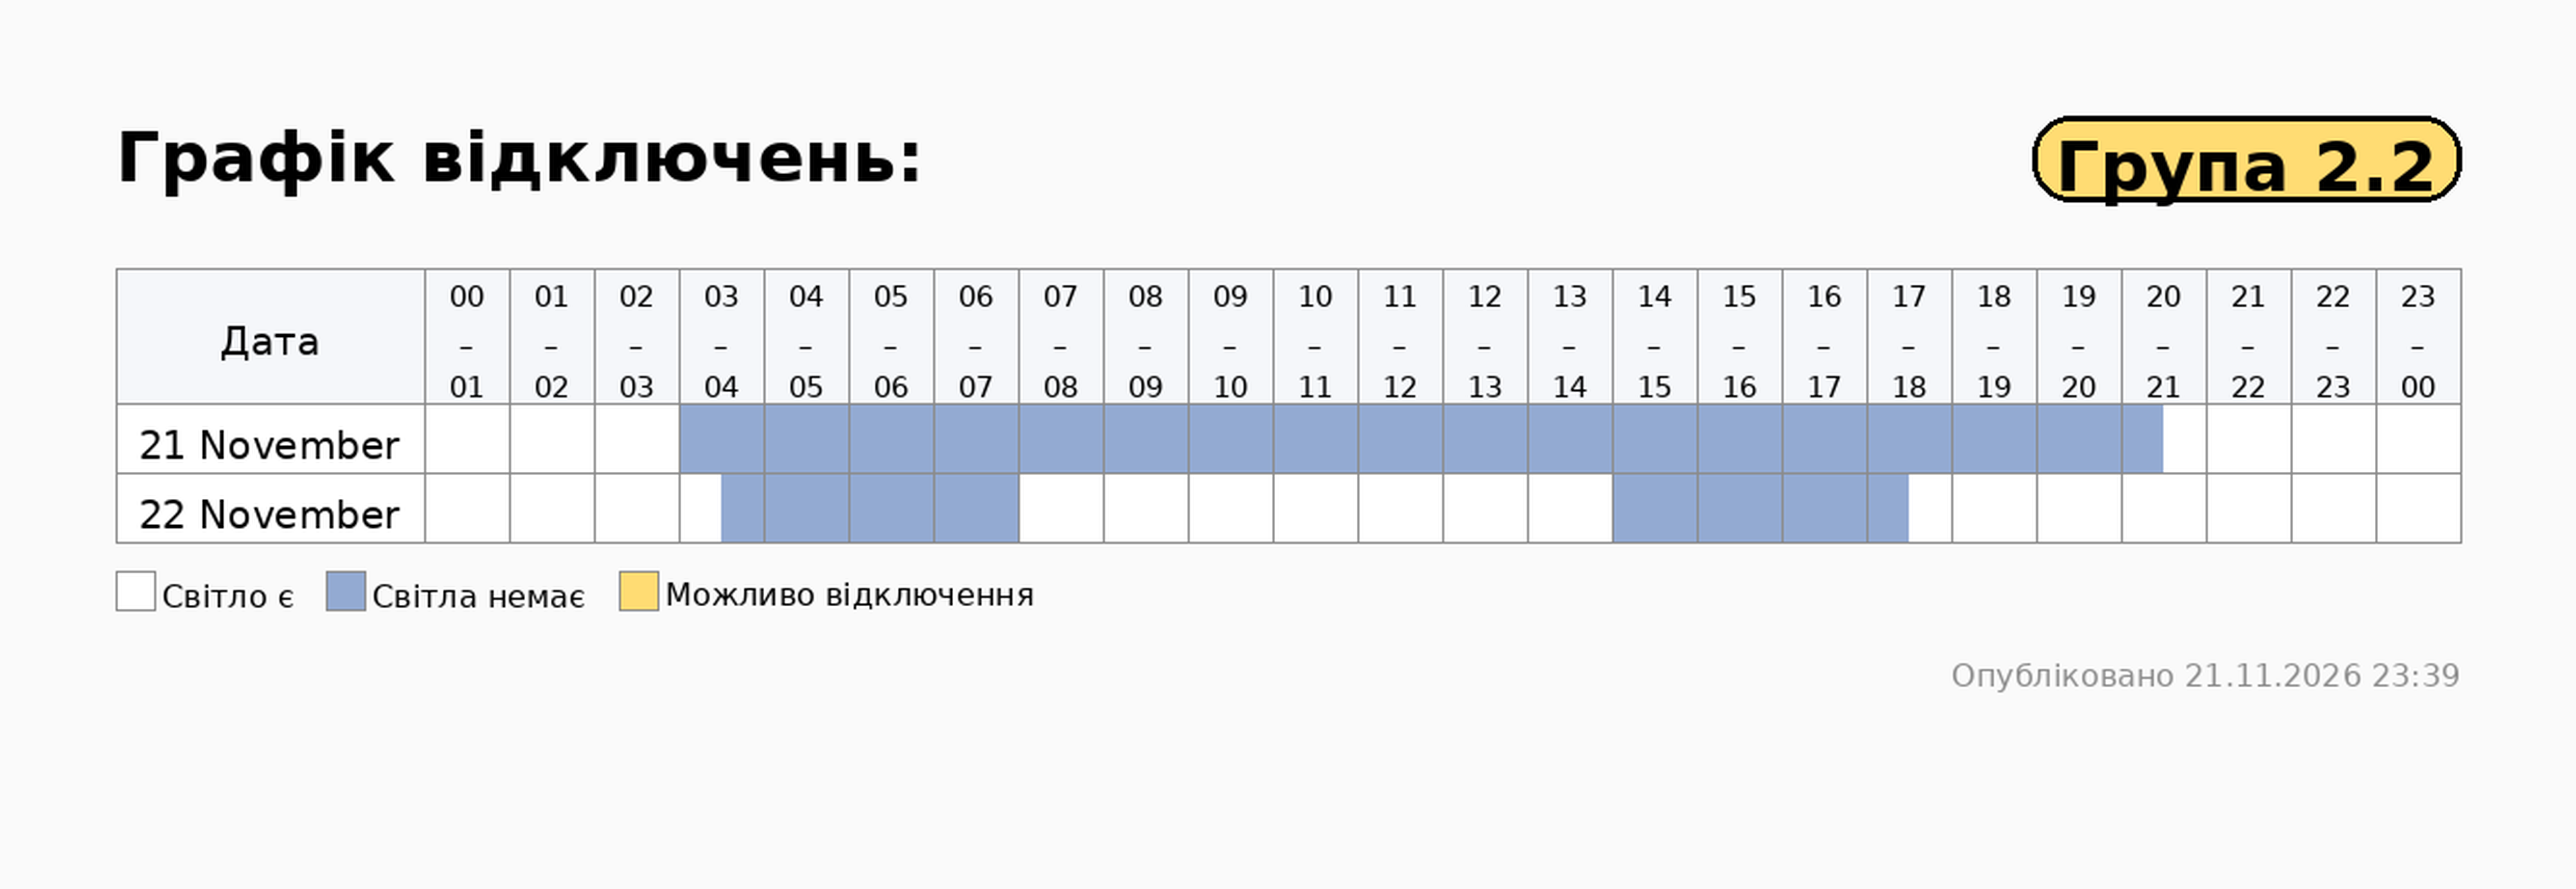 Графік відключень:
Група 2.2
Дата
00 – 01
01 – 02
02 – 03
03 – 04
04 – 05
05 – 06
06 – 07
07 – 08
08 – 09
09 – 10
10 – 11
11 – 12
12 – 13
13 – 14
14 – 15
15 – 16
16 – 17
17 – 18
18 – 19
19 – 20
20 – 21
21 – 22
22 – 23
23 – 00
21 November
22 November
Світло є
Світла немає
Можливо відключення
Опубліковано 21.11.2026 23:39